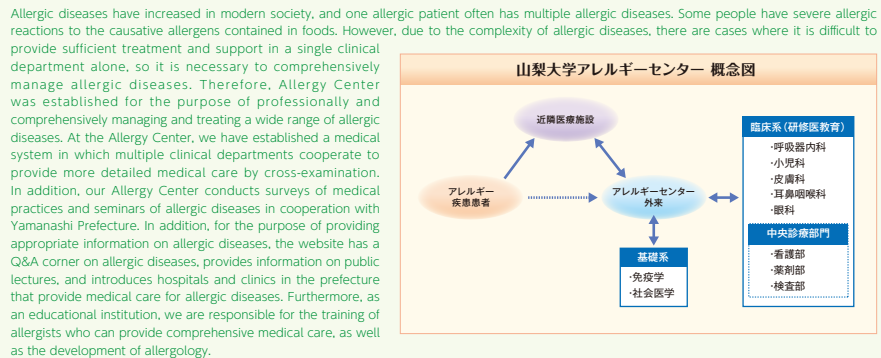 Allergic diseases have increased in modern society, and one allergic patient often has multiple allergic diseases. Some people have severe allergic
reactions to the causative allergens contained in foods. However, due to the complexity of allergic diseases, there are cases where it is difficult to
provide sufficient treatment and support in a single clinical
department alone, so it is necessary to comprehensively
manage allergic diseases. Therefore, Allergy Center
was established for the purpose of professionally and
comprehensively managing and treating a wide range of allergic
diseases. At the Allergy Center, we have established a medical
system in which multiple clinical departments cooperate to
provide more detailed medical care by cross-examination.
In addition, our Allergy Center conducts surveys of medical
practices and seminars of allergic diseases in cooperation with
Yamanashi Prefecture. In addition, for the purpose of providing
appropriate information on allergic diseases, the website has a
Q&A corner on allergic diseases, provides information on public
lectures, and introduces hospitals and clinics in the prefecture
that provide medical care for allergic diseases. Furthermore, as
an educational institution, we are responsible for the training of
allergists who can provide comprehensive medical care, as well
as the development of allergology.
山梨大学アレルギーセンター 概念図
近隣医療施設
アレルギー
疾患患者
アレルギーセンター
外来
基礎系
・免疫学
・社会医学
臨床系(研修医教育)
・呼吸器内科
・小児科
・皮膚科
・耳鼻咽喉科
・眼科
中央診療部門
・看護部
・薬剤部
・検査部